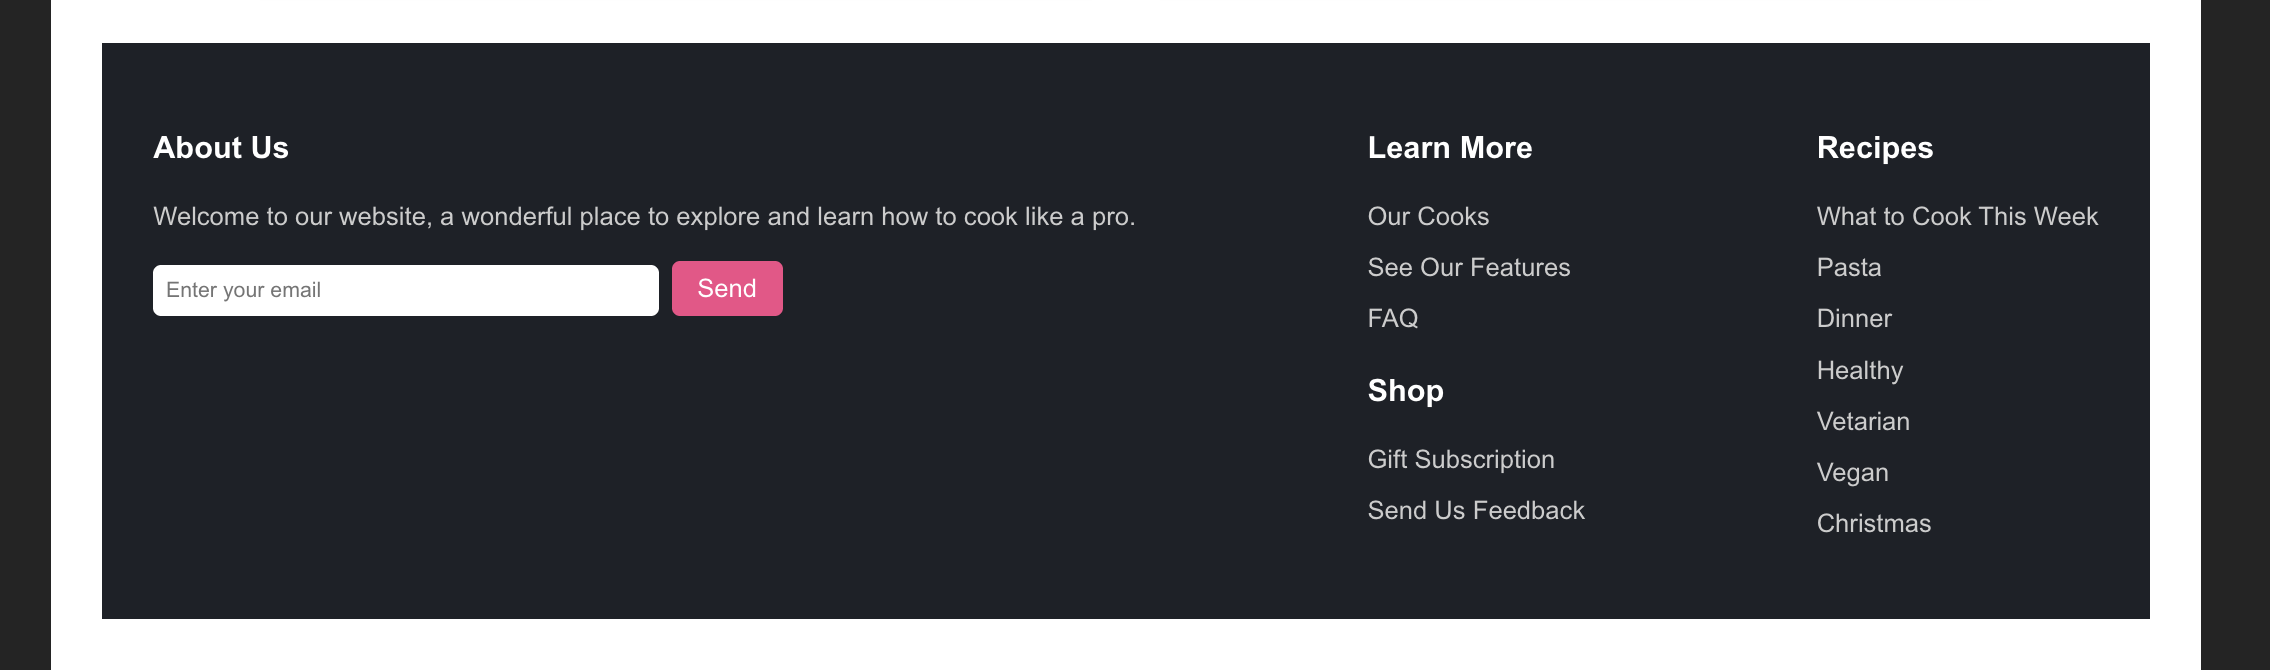 About Us
Welcome to our website, a wonderful place to explore and learn how to cook like a pro.
Enter your email
Send
Learn More
Our Cooks
See Our Features
FAQ
Shop
Gift Subscription
Send Us Feedback
Recipes
What to Cook This Week
Pasta
Dinner
Healthy
Vetarian
Vegan
Christmas